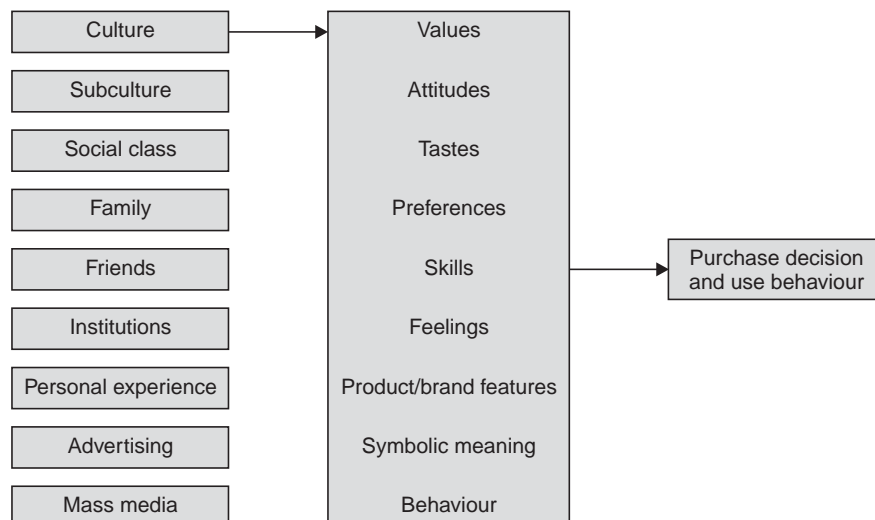 Culture
Values
Subculture
Attitudes
Social class
Tastes
Family
Preferences
Friends
Skills
Purchase decision
and use behaviour
Institutions
Feelings
Personal experience
Product/brand features
Advertising
Symbolic meaning
Mass media
Behaviour